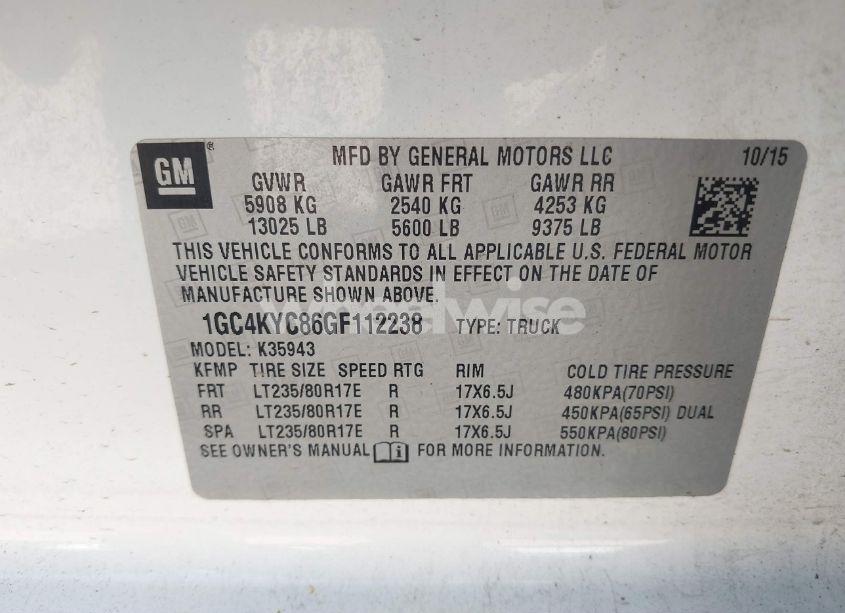 GM®
MFD BY GENERAL MOTORS LLC 10/15
GVWR GAWR FRT GAWR RR
5908 KG 2540 KG 4253 KG
13025 LB 5600 LB 9375 LB
THIS VEHICLE CONFORMS TO ALL APPLICABLE U.S. FEDERAL MOTOR
VEHICLE SAFETY STANDARDS IN EFFECT ON THE DATE OF
MANUFACTURE SHOWN ABOVE.
wheelwise
1GC4KYC86GF112238 TYPE: TRUCK
MODEL: K35943
KFMP TIRE SIZE SPEED RTG RIM COLD TIRE PRESSURE
FRT LT235/80R17E R 17X6.5J 480KPA(70PSI)
RR LT235/80R17E R 17X6.5J 450KPA(65PSI) DUAL
SPA LT235/80R17E R 17X6.5J 550KPA(80PSI)
SEE OWNER'S MANUAL i FOR MORE INFORMATION.